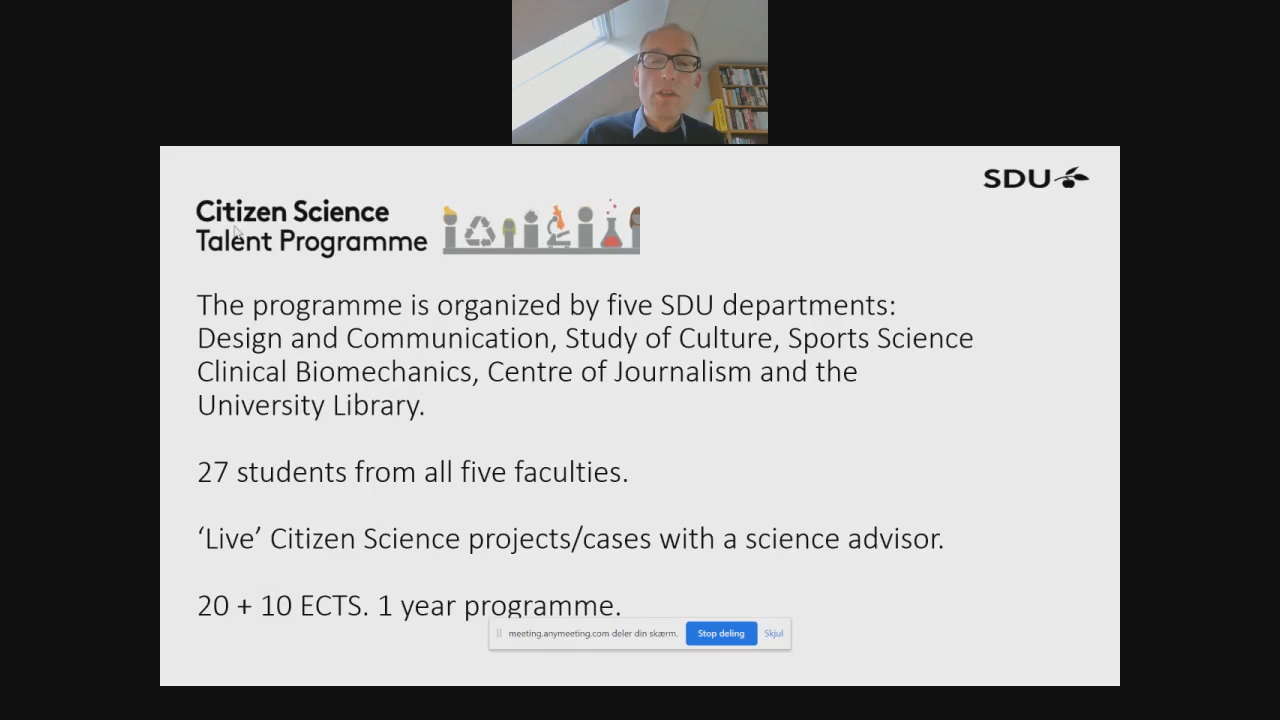 SDU
Citizen Science
Talent Programme
The programme is organized by five SDU departments:
Design and Communication, Study of Culture, Sports Science
Clinical Biomechanics, Centre of Journalism and the
University Library.
27 students from all five faculties.
‘Live’ Citizen Science projects/cases with a science advisor.
20 + 10 ECTS. 1 year programme.
meeting.anymeeting.com deler din skærm.
Stop deling
Skjul